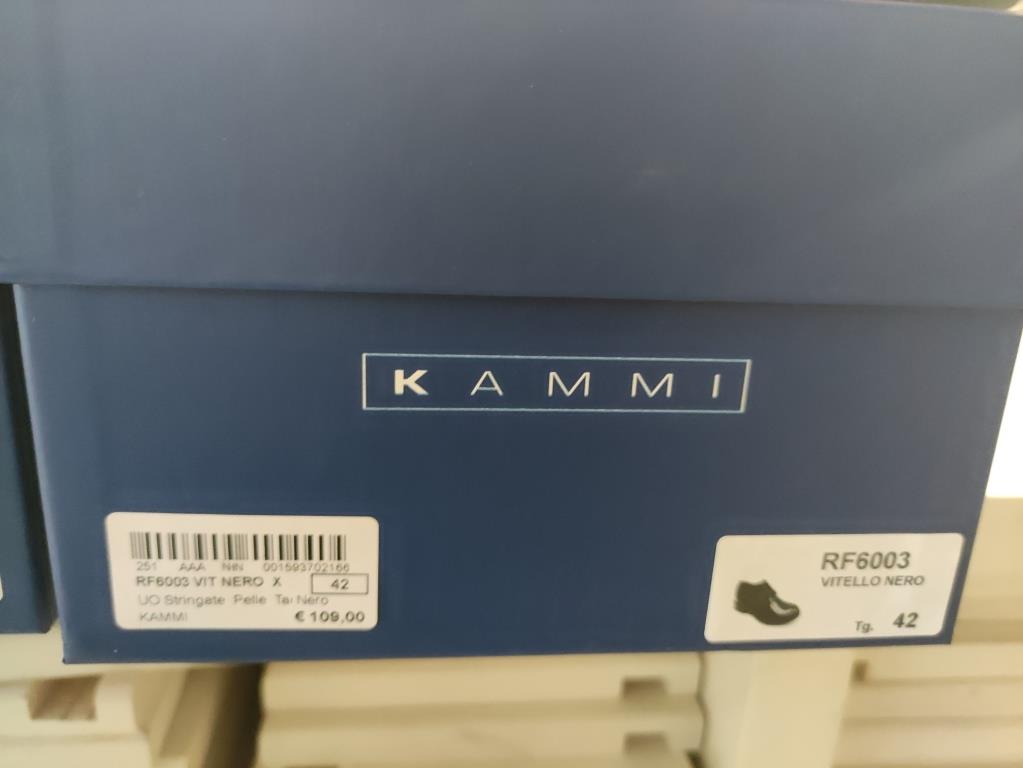 KAMMI
251 AAA NIN 001593702166
RF6003 VIT NERO X 42
UO Stringate Pelle Tai Nero
KAMMI € 109,00
RF6003
VITELLO NERO
Tg. 42